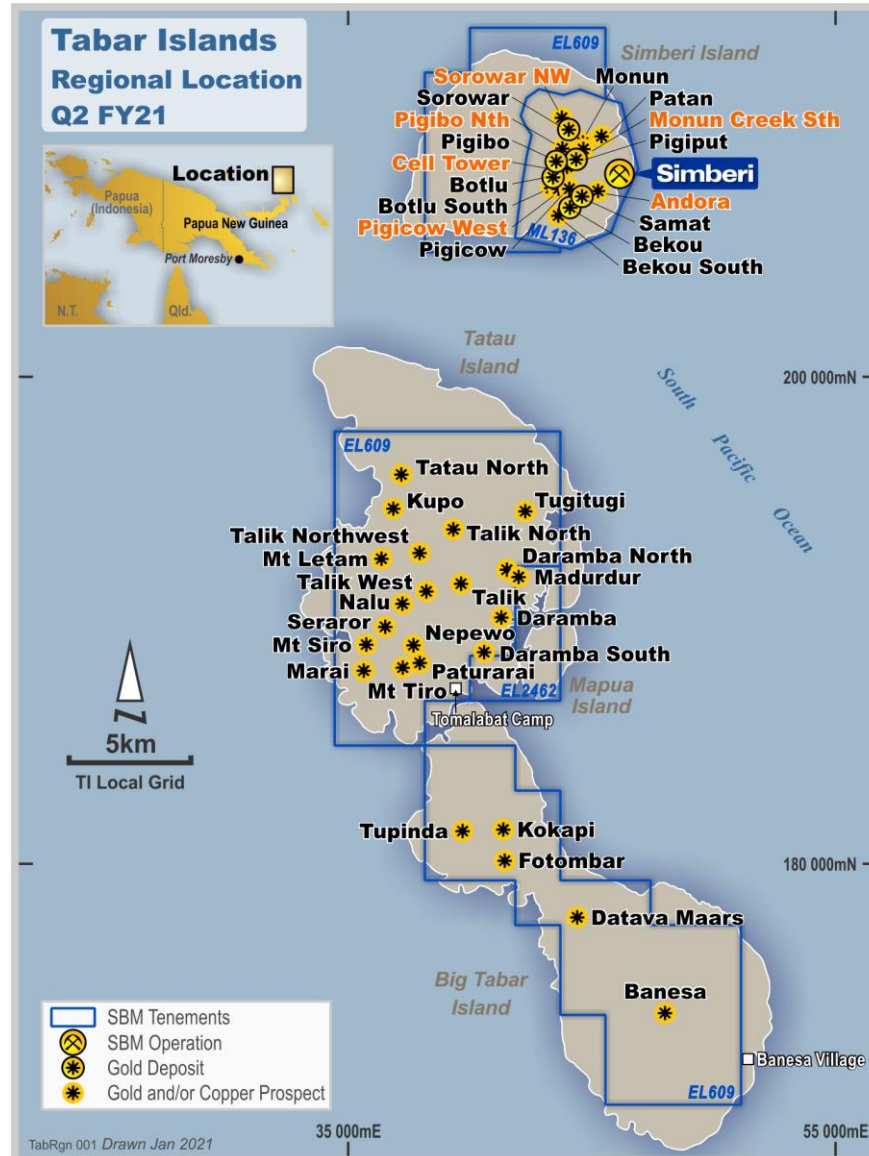 Tabar Islands
Regional Location
Q2 FY21
Location
Papua
(Indonesia)
Papua New Guinea
Port Moresby
N.T.
Qld.
EL609
Simberi Island
Sorowar NW
Monun
Sorowar
Patan
Pigibo Nth
Monun Creek Sth
Pigibo
Pigiput
Cell Tower
Simberi
Botlu
Andora
Botlu South
Samat
Pigicow West
Bekou
Pigicow
ML136
Bekou South
Tatau
Island
200 000mN
South
Pacific
Ocean
EL609
Tatau North
Kupo
Tugitugi
Talik Northwest
Talik North
Mt Letam
Daramba North
Talik West
Madurdur
Nalu
Talik
Seraror
Daramba
Mt Siro
Nepewo
Daramba South
Marai
Paturarai
Mt Tiro
EL2462
Mapua
Island
Tomalabat Camp
N
5km
TI Local Grid
Tupinda
Kokapi
Fotombar
180 000mN
Datava Maars
Big Tabar
Island
Banesa
Banesa Village
EL609
SBM Tenements
SBM Operation
Gold Deposit
Gold and/or Copper Prospect
TabRgn 001 Drawn Jan 2021
35 000mE
55 000mE